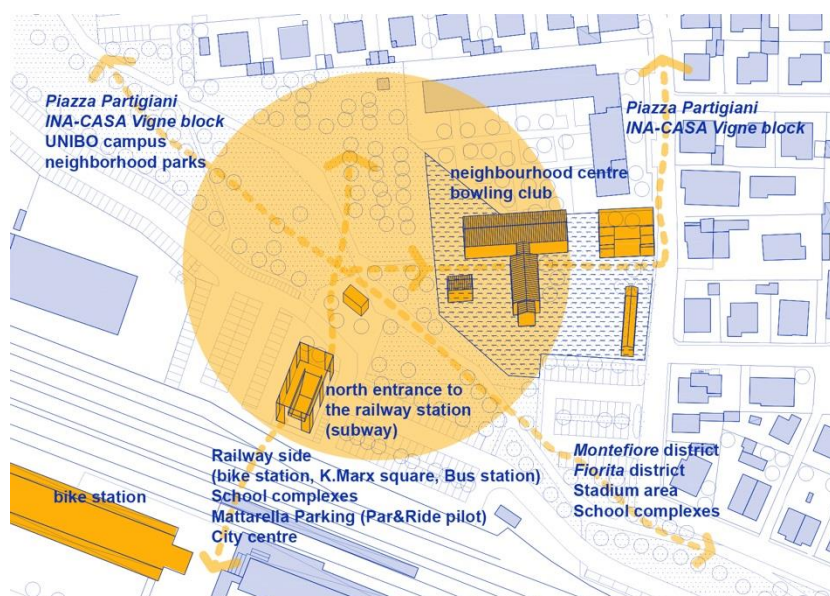 Piazza Partigiani
INA-CASA Vigne block
UNIBO campus
neighborhood parks
Piazza Partigiani
INA-CASA Vigne block
neighbourhood centre
bowling club
north entrance to
the railway station
(subway)
Railway side
(bike station, K.Marx square, Bus station)
School complexes
Mattarella Parking (Par&Ride pilot)
City centre
bike station
Montefiore district
Fiorita district
Stadium area
School complexes